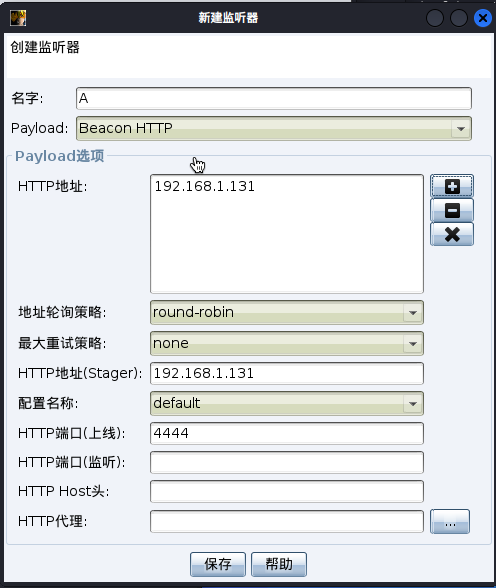 新建监听器
创建监听器
名字: A
Payload: Beacon HTTP
Payload选项
HTTP地址: 192.168.1.131
地址轮询策略: round-robin
最大重试策略: none
HTTP地址(Stager): 192.168.1.131
配置名称: default
HTTP端口(上线): 4444
HTTP端口(监听):
HTTP Host头:
HTTP代理: ...
保存 帮助